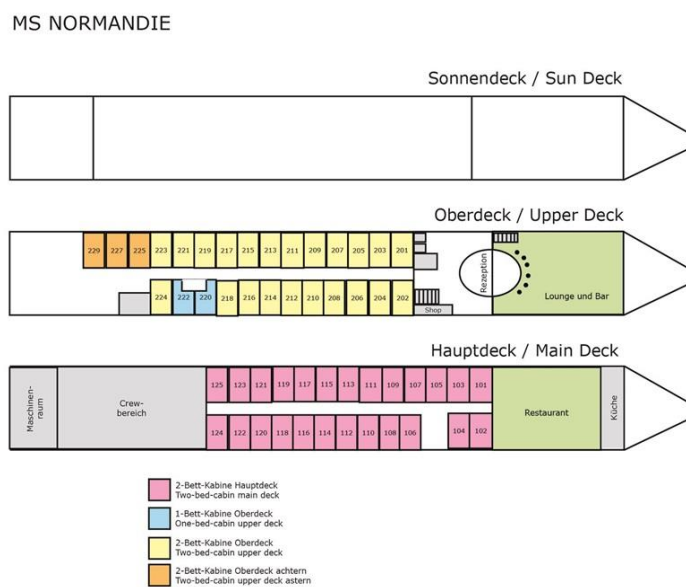 MS NORMANDIE
Sonnendeck / Sun Deck
Oberdeck / Upper Deck
229 227 225 223 221 219 217 215 213 211 209 207 205 203 201
224 222 220 218 216 214 212 210 208 206 204 202
Rezeption
Lounge und Bar
Shop
Hauptdeck / Main Deck
Maschinen-
raum
Crew-
bereich
125 123 121 119 117 115 113 111 109 107 105 103 101
124 122 120 118 116 114 112 110 108 106 104 102
Restaurant
Küche
2-Bett-Kabine Hauptdeck
Two-bed-cabin main deck
1-Bett-Kabine Oberdeck
One-bed-cabin upper deck
2-Bett-Kabine Oberdeck
Two-bed-cabin upper deck
2-Bett-Kabine Oberdeck achtern
Two-bed-cabin upper deck astern